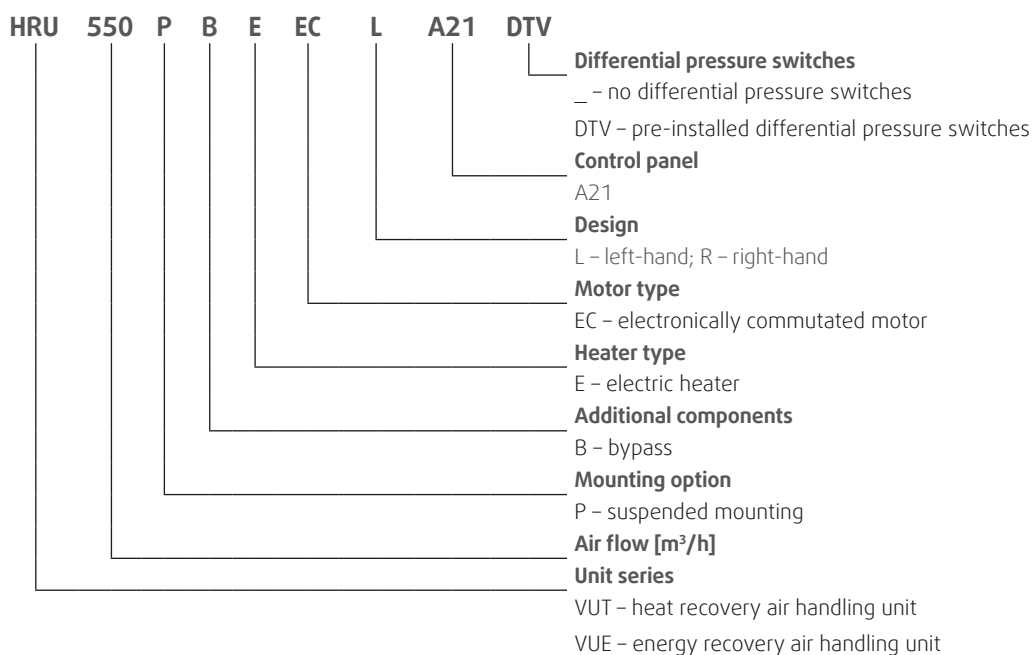 HRU 550 P B E EC L A21 DTV
Differential pressure switches
_ – no differential pressure switches
DTV – pre-installed differential pressure switches
Control panel
A21
Design
L – left-hand; R – right-hand
Motor type
EC – electronically commutated motor
Heater type
E – electric heater
Additional components
B – bypass
Mounting option
P – suspended mounting
Air flow [m³/h]
Unit series
VUT – heat recovery air handling unit
VUE – energy recovery air handling unit